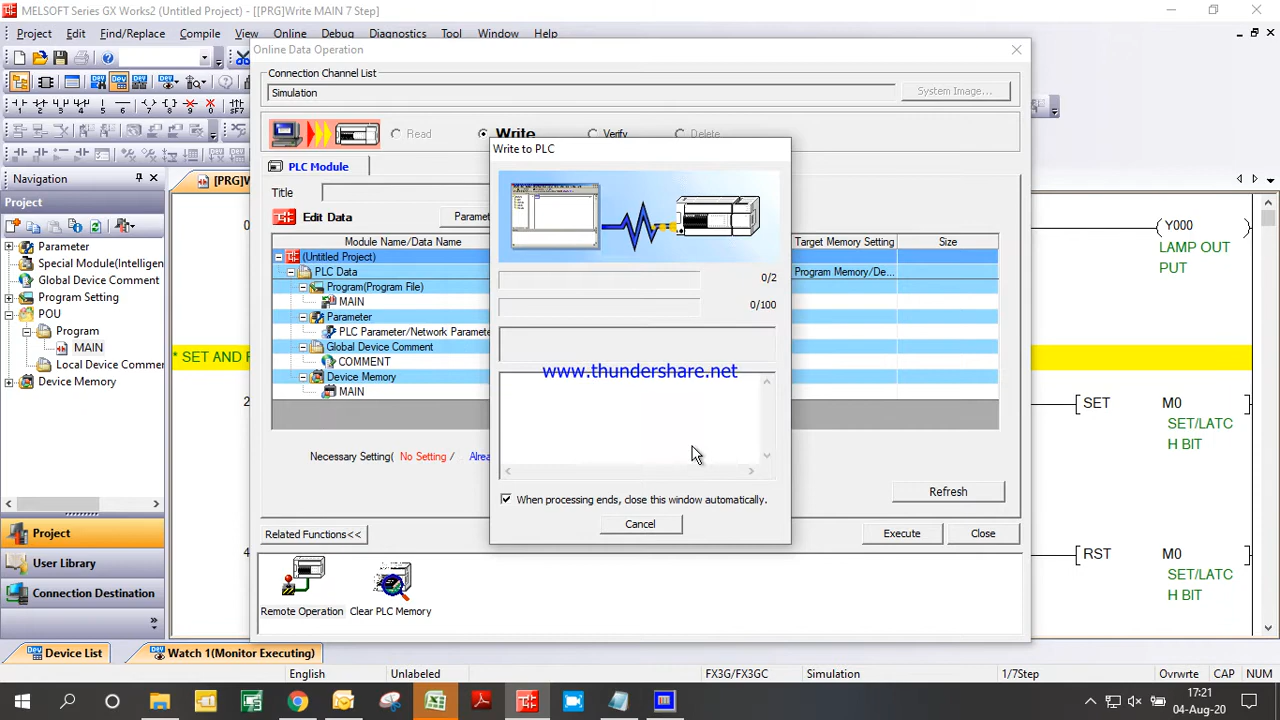 MELSOFT Series GX Works2 (Untitled Project) - [[PRG]Write MAIN 7 Step]
Project Edit Find/Replace Compile View Online Debug Diagnostics Tool Window Help
Online Data Operation
Connection Channel List
Simulation
System Image...
Read Write Verify Delete
PLC Module
Title
Edit Data
Module Name/Data Name
Target Memory Setting
Size
(Untitled Project)
PLC Data
Program Memory/De...
Program(Program File)
MAIN
Parameter
PLC Parameter/Network Paramete
Global Device Comment
COMMENT
Device Memory
MAIN
Necessary Setting( No Setting /
Refresh
Related Functions<<
Execute
Close
Remote Operation
Clear PLC Memory
Write to PLC
0/2
0/100
www.thundershare.net
When processing ends, close this window automatically.
Cancel
Navigation
Project
Parameter
Special Module(Intelligen
Global Device Comment
Program Setting
POU
Program
MAIN
Local Device Commer
Device Memory
Project
User Library
Connection Destination
0
* SET AND
2
4
Y000
LAMP OUT
PUT
SET M0
SET/LATC
H BIT
RST M0
SET/LATC
H BIT
Device List
Watch 1(Monitor Executing)
English Unlabeled FX3G/FX3GC Simulation 1/7Step Ovrwrte CAP NUM
17:21
04-Aug-20